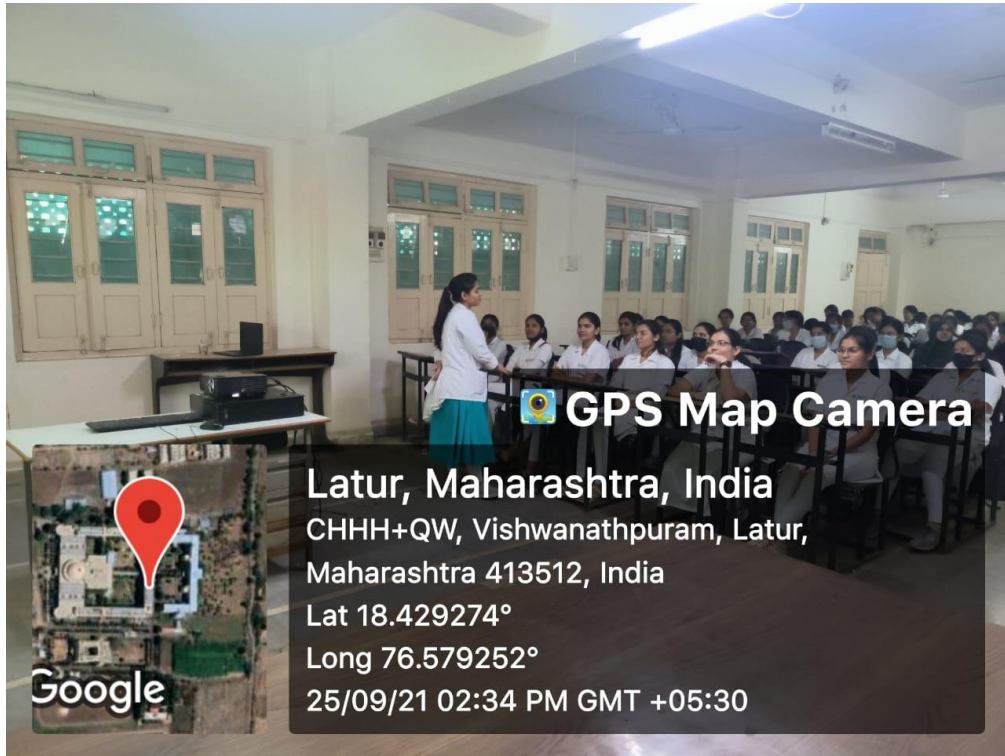 GPS Map Camera
Latur, Maharashtra, India
CHHH+QW, Vishwanathpuram, Latur,
Maharashtra 413512, India
Lat 18.429274°
Long 76.579252°
25/09/21 02:34 PM GMT +05:30
Google